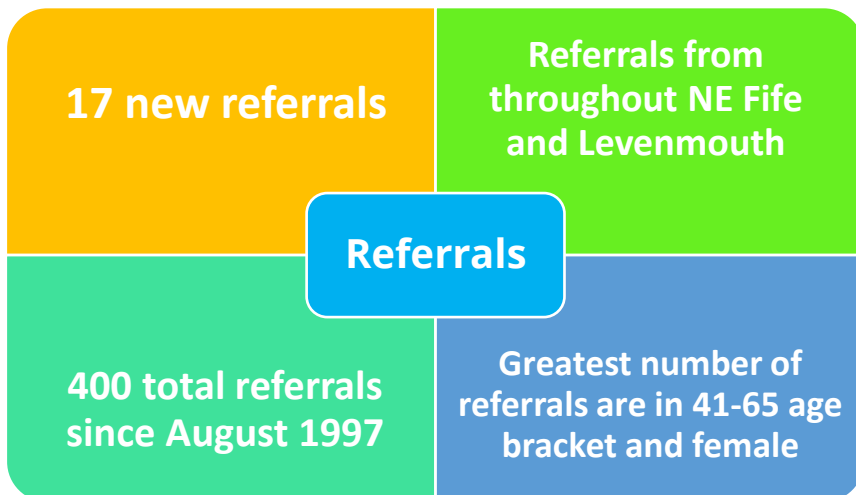 17 new referrals
Referrals from
throughout NE Fife
and Levenmouth
Referrals
400 total referrals
since August 1997
Greatest number of
referrals are in 41-65 age
bracket and female